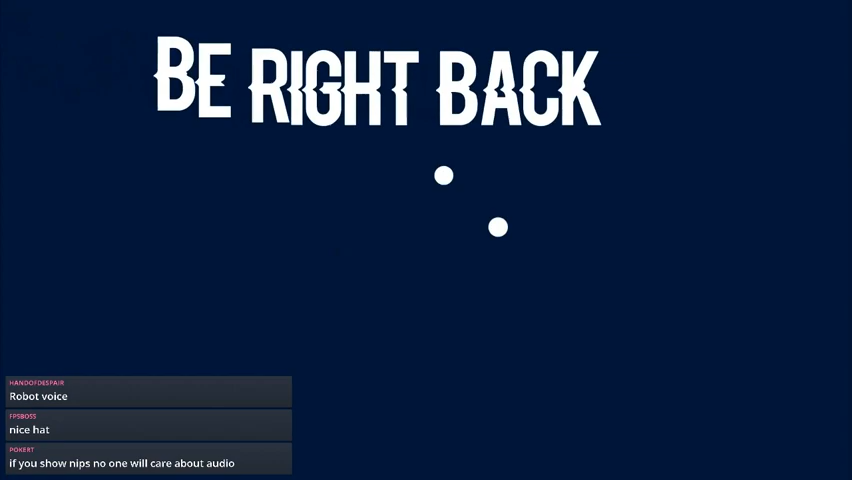 BE RIGHT BACK
HANDOFDESPAIR
Robot voice
FPSBOSS
nice hat
POKERT
if you show nips no one will care about audio